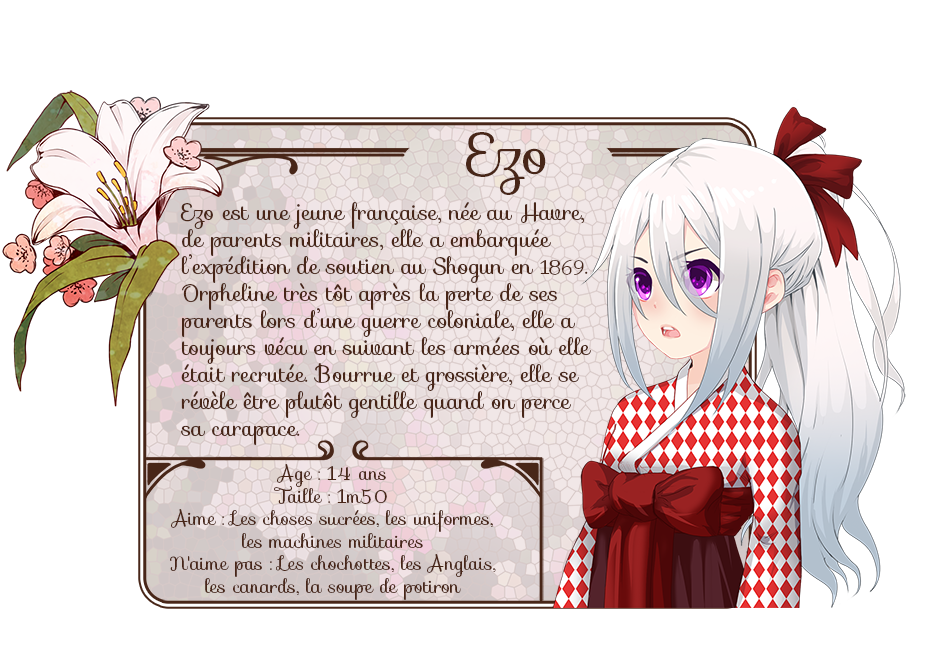 Ezo
Ezo est une jeune française, née au Havre,
de parents militaires, elle a embarquée
l'expédition de soutien au Shogun en 1869.
Orpheline très tôt après la perte de ses
parents lors d'une guerre coloniale, elle a
toujours vécu en suivant les armées où elle
était recrutée. Bourrue et grossière, elle se
révèle être plutôt gentille quand on perce
sa carapace.
Age : 14 ans
Taille : 1m50
Aime : Les choses sucrées, les uniformes,
les machines militaires
N'aime pas : Les chochottes, les Anglais,
les canards, la soupe de potiron